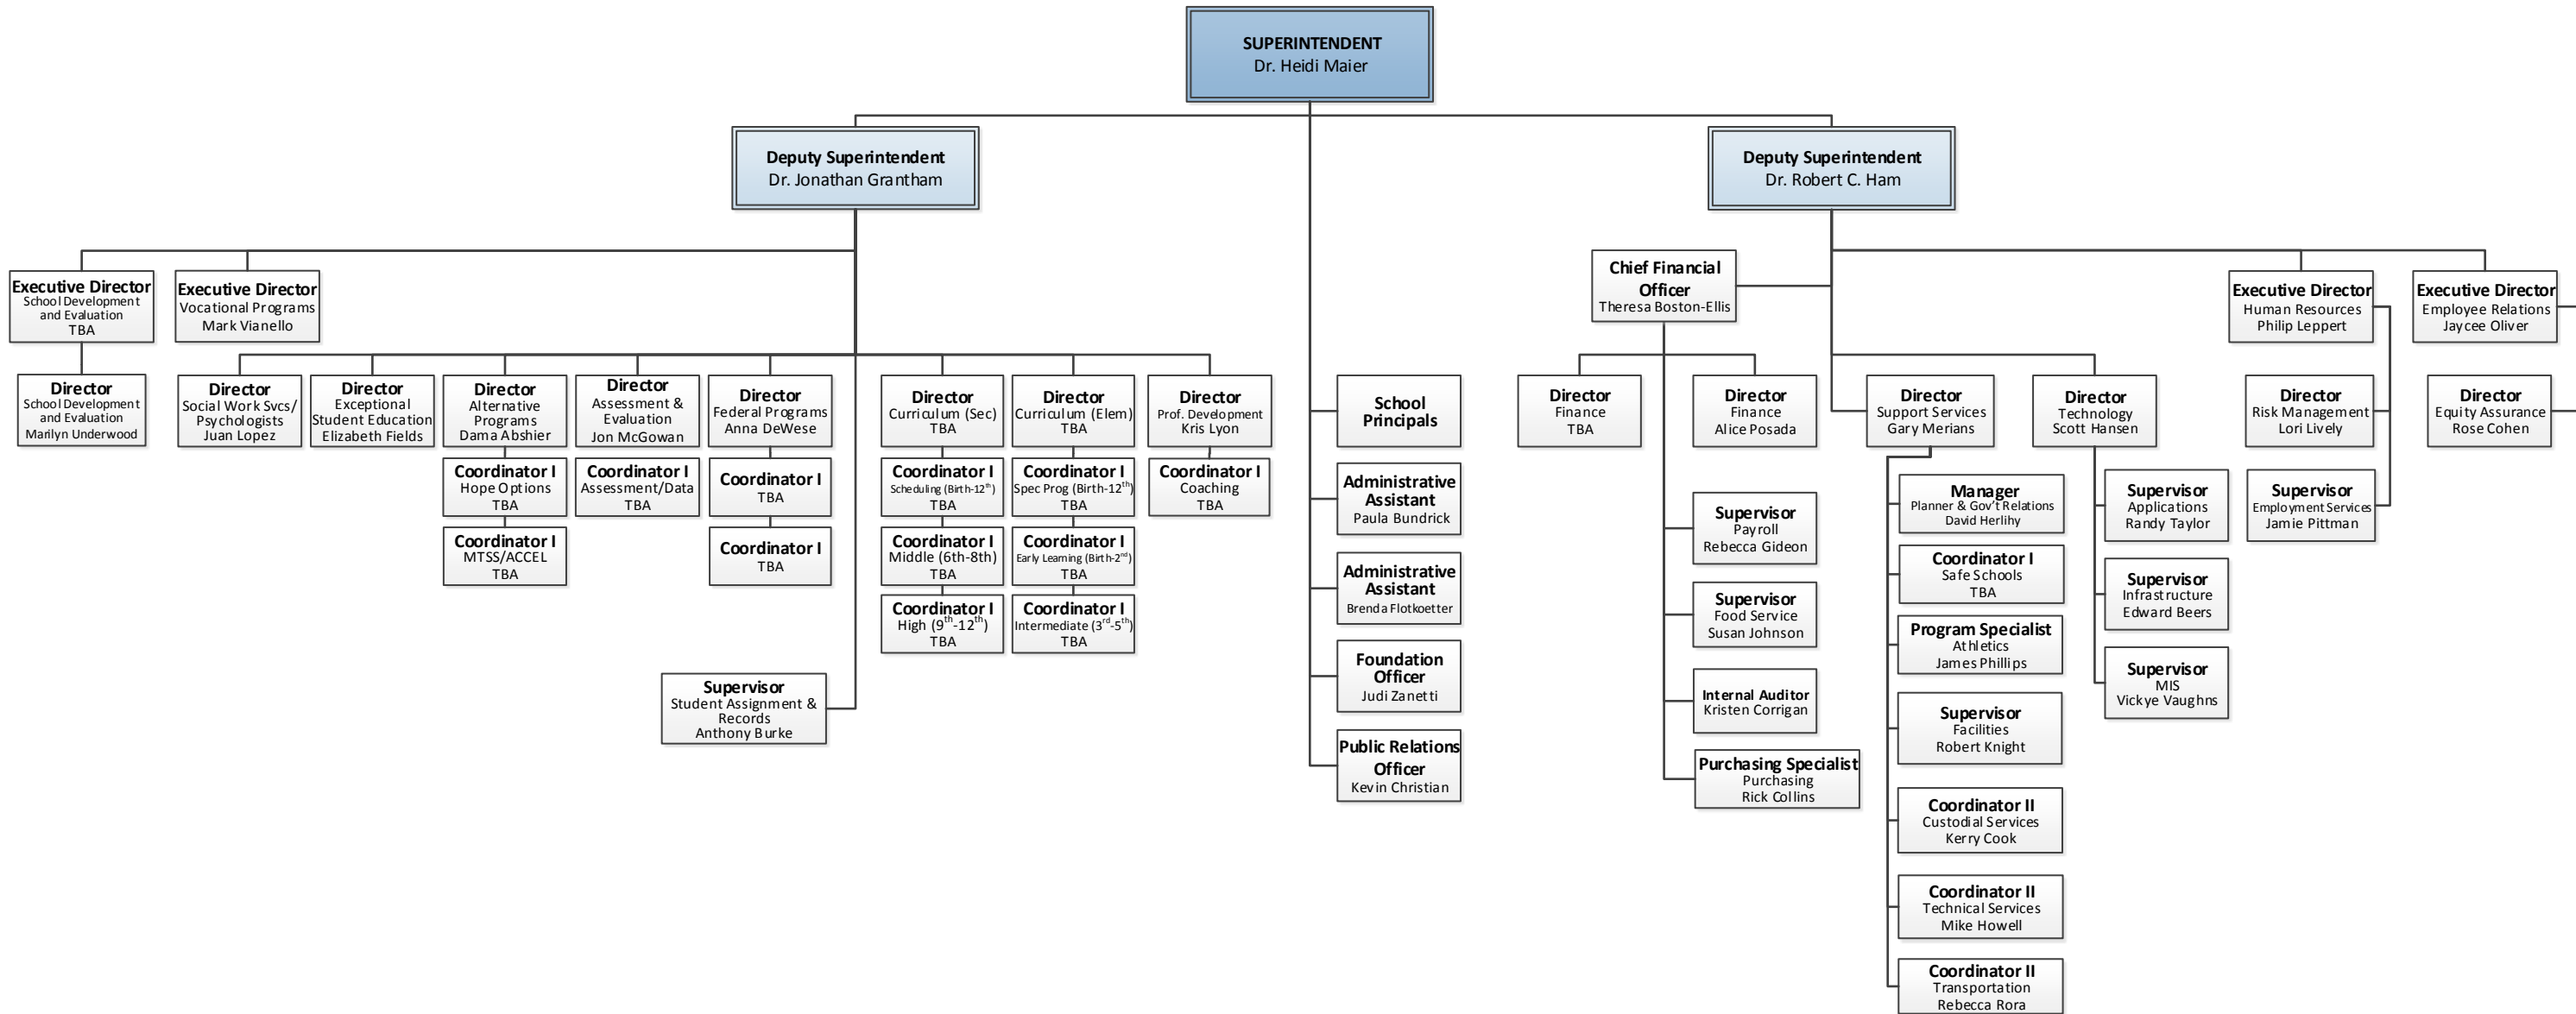 SUPERINTENDENT
Dr. Heidi Maier
Deputy Superintendent
Dr. Jonathan Grantham
Deputy Superintendent
Dr. Robert C. Ham
Executive Director
School Development
and Evaluation
TBA
Executive Director
Vocational Programs
Mark Vianello
Chief Financial
Officer
Theresa Boston-Ellis
Executive Director
Human Resources
Philip Leppert
Executive Director
Employee Relations
Jaycee Oliver
Director
School Development
and Evaluation
Marilyn Underwood
Director
Social Work Svcs/
Psychologists
Juan Lopez
Director
Exceptional
Student Education
Elizabeth Fields
Director
Alternative
Programs
Dama Abshier
Director
Assessment &
Evaluation
Jon McGowan
Director
Federal Programs
Anna DeWese
Director
Curriculum (Sec)
TBA
Director
Curriculum (Elem)
TBA
Director
Prof. Development
Kris Lyon
School
Principals
Director
Finance
TBA
Director
Finance
Alice Posada
Director
Support Services
Gary Merians
Director
Technology
Scott Hansen
Director
Risk Management
Lori Lively
Director
Equity Assurance
Rose Cohen
Coordinator I
Hope Options
TBA
Coordinator I
Assessment/Data
TBA
Coordinator I
TBA
Coordinator I
Scheduling (Birth-12th)
TBA
Coordinator I
Spec Prog (Birth-12th)
TBA
Coordinator I
Coaching
TBA
Administrative
Assistant
Paula Bundrick
Coordinator I
MTSS/ACCEL
TBA
Coordinator I
TBA
Coordinator I
Middle (6th-8th)
TBA
Coordinator I
Early Learning (Birth-2nd)
TBA
Administrative
Assistant
Brenda Flotkoetter
Coordinator I
High (9th-12th)
TBA
Coordinator I
Intermediate (3rd-5th)
TBA
Foundation
Officer
Judi Zanetti
Supervisor
Student Assignment &
Records
Anthony Burke
Public Relations
Officer
Kevin Christian
Supervisor
Payroll
Rebecca Gideon
Supervisor
Food Service
Susan Johnson
Internal Auditor
Kristen Corrigan
Purchasing Specialist
Purchasing
Rick Collins
Manager
Planner & Gov't Relations
David Herlihy
Coordinator I
Safe Schools
TBA
Program Specialist
Athletics
James Phillips
Supervisor
Facilities
Robert Knight
Coordinator II
Custodial Services
Kerry Cook
Coordinator II
Technical Services
Mike Howell
Coordinator II
Transportation
Rebecca Rora
Supervisor
Applications
Randy Taylor
Supervisor
Infrastructure
Edward Beers
Supervisor
MIS
Vickye Vaughns
Supervisor
Employment Services
Jamie Pittman